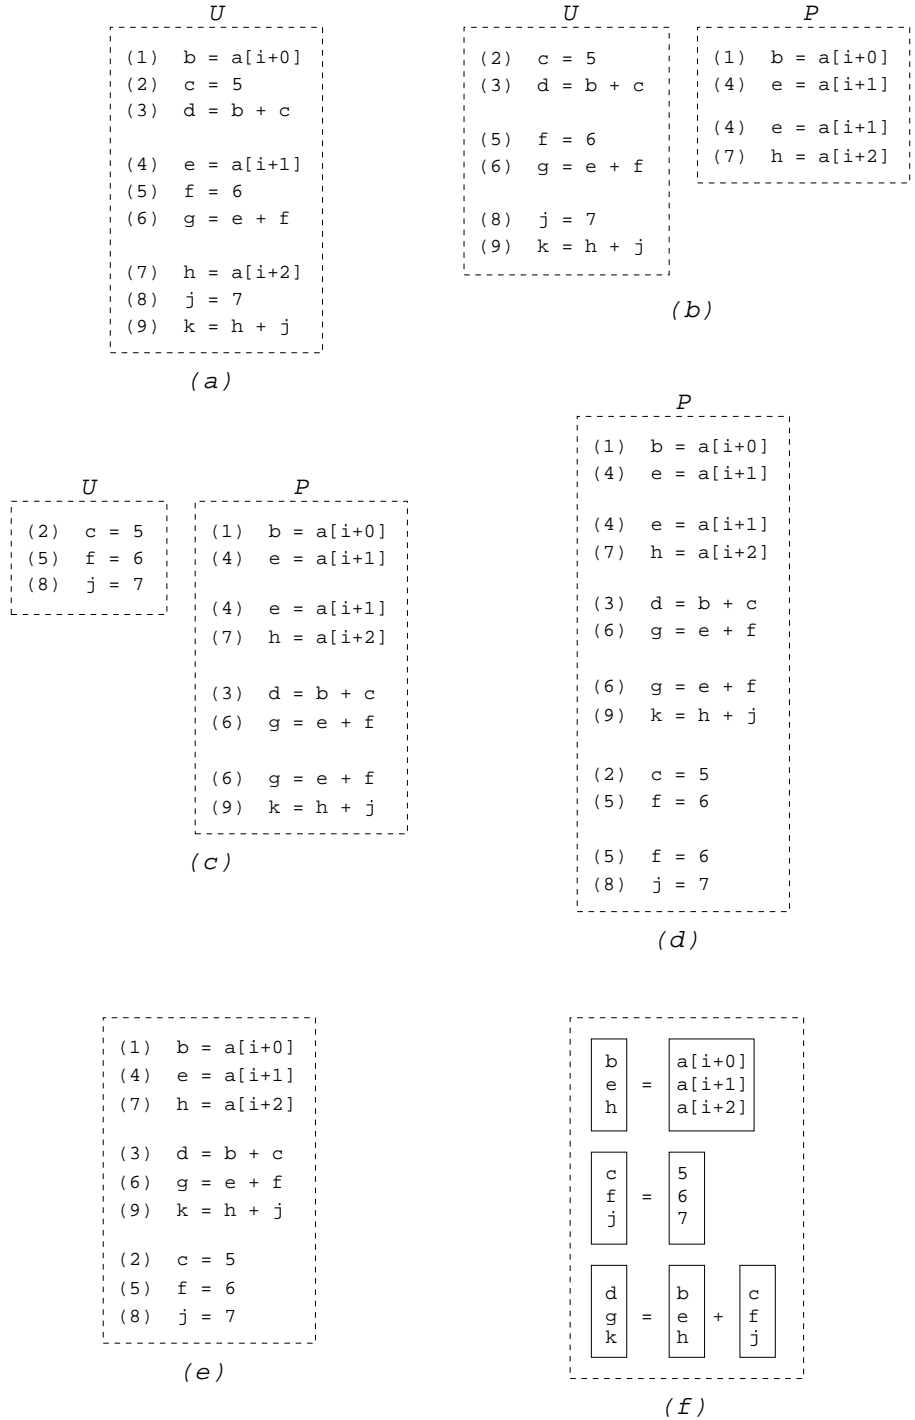 U
(1) b = a[i+0]
(2) c = 5
(3) d = b + c
(4) e = a[i+1]
(5) f = 6
(6) g = e + f
(7) h = a[i+2]
(8) j = 7
(9) k = h + j
(a)
U
(2) c = 5
(3) d = b + c
(5) f = 6
(6) g = e + f
(8) j = 7
(9) k = h + j
P
(1) b = a[i+0]
(4) e = a[i+1]
(4) e = a[i+1]
(7) h = a[i+2]
(b)
U
(2) c = 5
(5) f = 6
(8) j = 7
P
(1) b = a[i+0]
(4) e = a[i+1]
(4) e = a[i+1]
(7) h = a[i+2]
(3) d = b + c
(6) g = e + f
(6) g = e + f
(9) k = h + j
(c)
P
(1) b = a[i+0]
(4) e = a[i+1]
(4) e = a[i+1]
(7) h = a[i+2]
(3) d = b + c
(6) g = e + f
(6) g = e + f
(9) k = h + j
(2) c = 5
(5) f = 6
(5) f = 6
(8) j = 7
(d)
(1) b = a[i+0]
(4) e = a[i+1]
(7) h = a[i+2]
(3) d = b + c
(6) g = e + f
(9) k = h + j
(2) c = 5
(5) f = 6
(8) j = 7
(e)
b a[i+0]
e = a[i+1]
h a[i+2]
c 5
f = 6
j 7
d b c
g = e + f
k h j
(f)